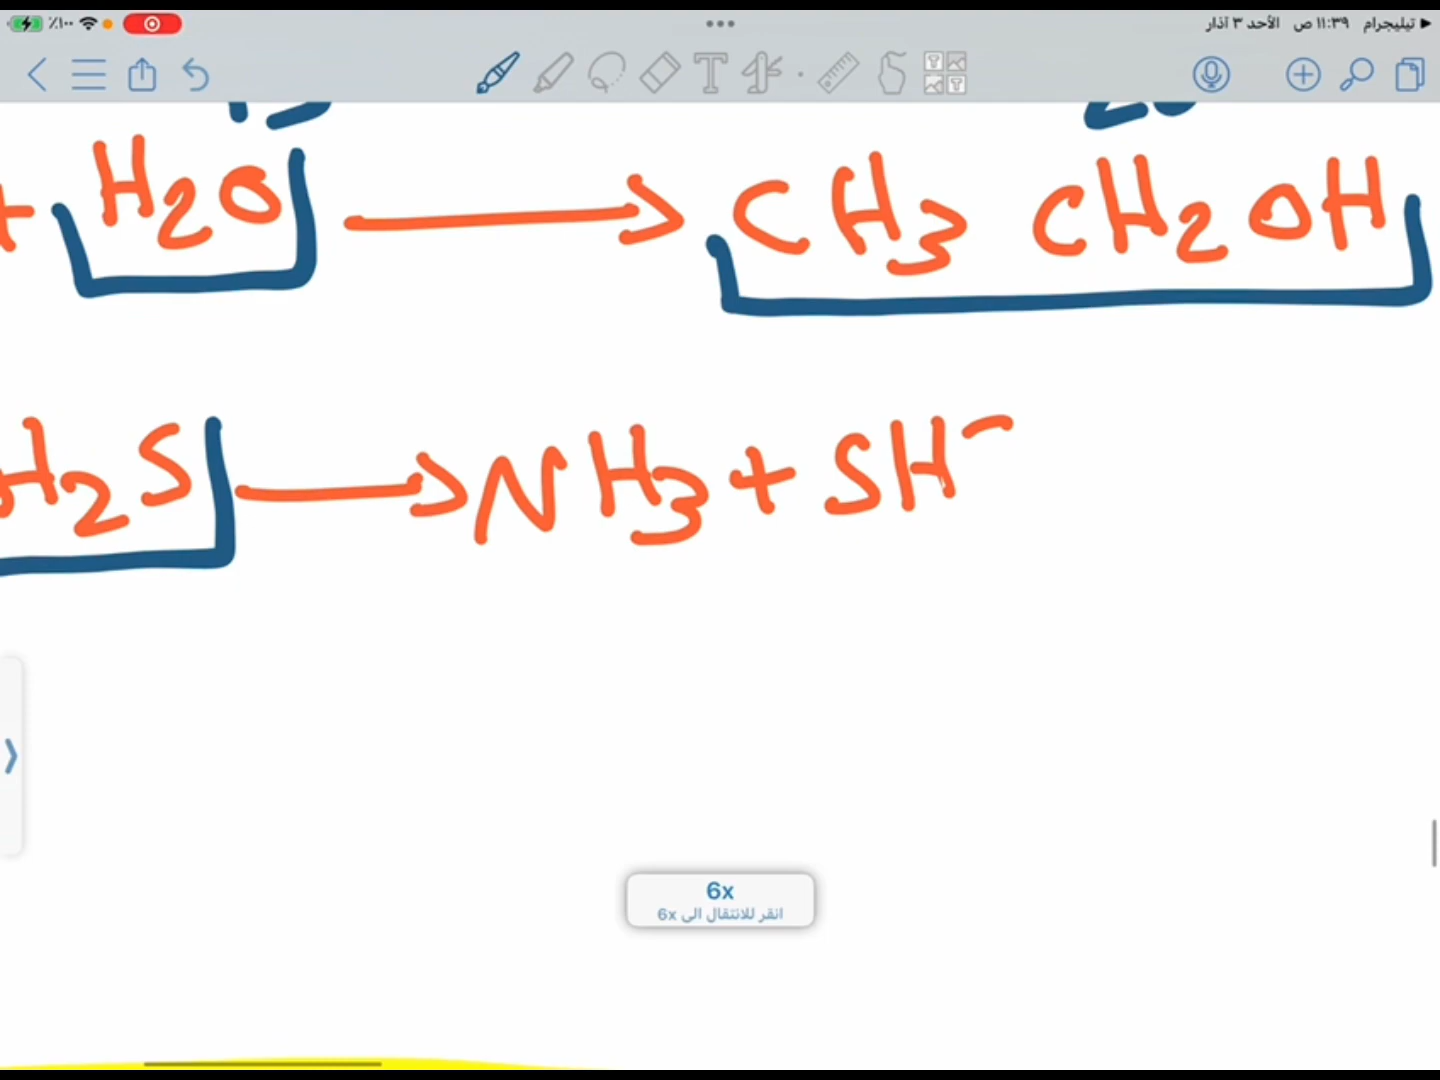 ٪١٠٠ الأحد ٣ آذار ١١:٣٩ ص تيليجرام ◀
+ H2O → CH3 CH2OH
H2S → NH3 + SH⁻
6x
انقر للانتقال الى 6x